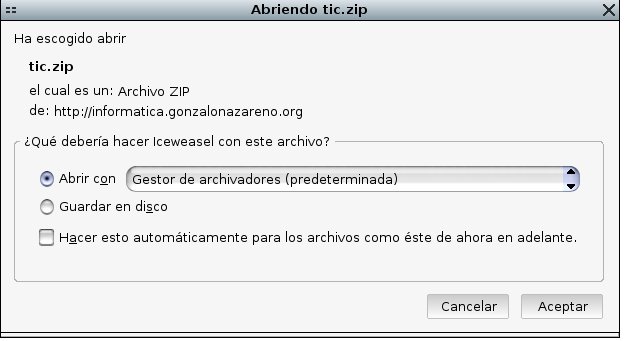 Abriendo tic.zip
Ha escogido abrir
tic.zip
el cual es un: Archivo ZIP
de: http://informatica.gonzalonazareno.org
¿Qué debería hacer Iceweasel con este archivo?
Abrir con Gestor de archivadores (predeterminada)
Guardar en disco
Hacer esto automáticamente para los archivos como éste de ahora en adelante.
Cancelar Aceptar